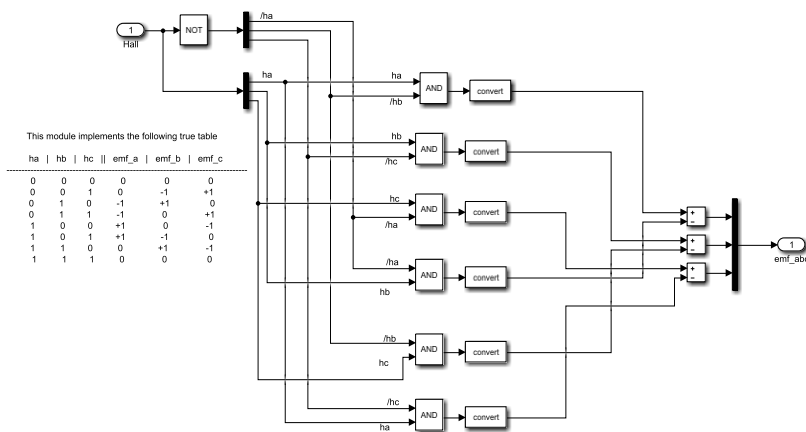 /ha
1
Hall
NOT
ha
ha
/hb
AND
convert
This module implements the following true table
ha | hb | hc || emf_a | emf_b | emf_c
--------------------------------------------------------------
0 0 0 0 0 0
0 0 1 0 -1 +1
0 1 0 -1 +1 0
0 1 1 -1 0 +1
1 0 0 +1 0 -1
1 0 1 +1 -1 0
1 1 0 0 +1 -1
1 1 1 0 0 0
hb
/hc
AND
convert
hc
/ha
AND
convert
/ha
hb
AND
convert
/hb
hc
AND
convert
/hc
ha
AND
convert
+
−
+
−
+
−
1
emf_abc